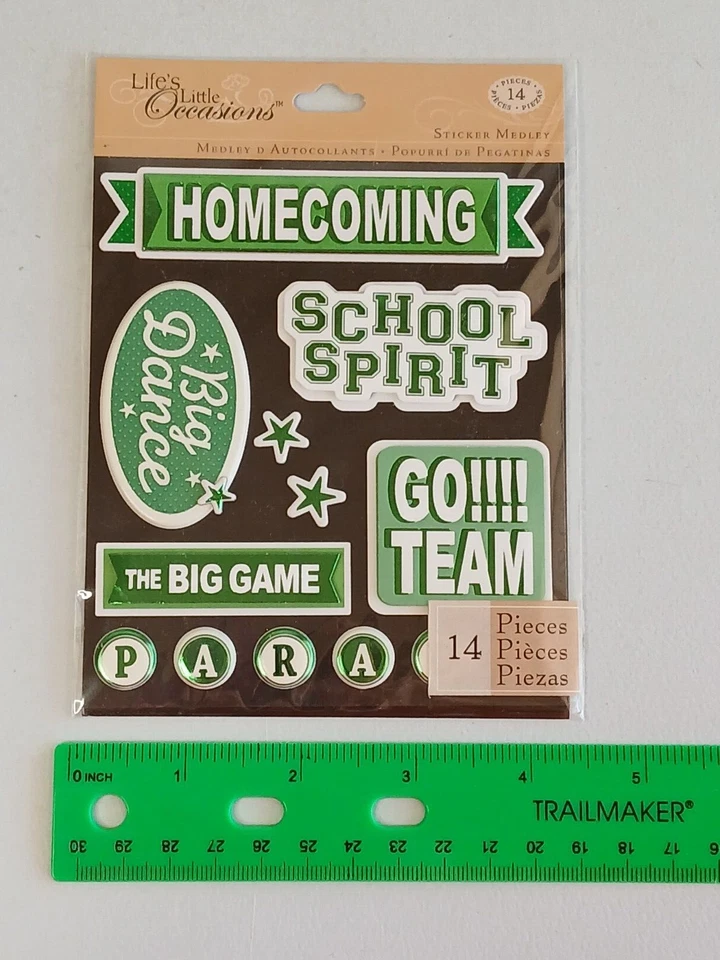 Life's
Little
Occasions™
PIECES
14
PIÈCES • PIEZAS
STICKER MEDLEY
MEDLEY D AUTOCOLLANTS • POPURRÍ DE PEGATINAS
HOMECOMING
Big
Dance
SCHOOL
SPIRIT
GO!!!!
TEAM
THE BIG GAME
P A R A
14
Pieces
Pièces
Piezas
0 INCH 1 2 3 4 5
TRAILMAKER®
30 29 28 27 26 25 24 23 22 21 20 19 18 17